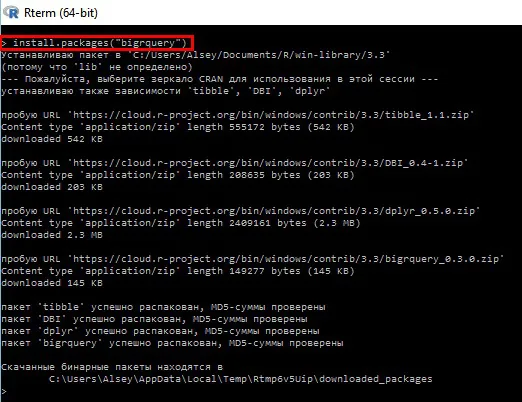 Rterm (64-bit)
> install.packages("bigrquery")
Устанавливаю пакет в 'C:/Users/Alsey/Documents/R/win-library/3.3'
(потому что 'lib' не определено)
--- Пожалуйста, выберите зеркало CRAN для использования в этой сессии ---
устанавливаю также зависимости 'tibble', 'DBI', 'dplyr'
пробую URL 'https://cloud.r-project.org/bin/windows/contrib/3.3/tibble_1.1.zip'
Content type 'application/zip' length 555172 bytes (542 KB)
downloaded 542 KB
пробую URL 'https://cloud.r-project.org/bin/windows/contrib/3.3/DBI_0.4-1.zip'
Content type 'application/zip' length 208635 bytes (203 KB)
downloaded 203 KB
пробую URL 'https://cloud.r-project.org/bin/windows/contrib/3.3/dplyr_0.5.0.zip'
Content type 'application/zip' length 2409161 bytes (2.3 MB)
downloaded 2.3 MB
пробую URL 'https://cloud.r-project.org/bin/windows/contrib/3.3/bigrquery_0.3.0.zip'
Content type 'application/zip' length 149277 bytes (145 KB)
downloaded 145 KB
пакет 'tibble' успешно распакован, MD5-суммы проверены
пакет 'DBI' успешно распакован, MD5-суммы проверены
пакет 'dplyr' успешно распакован, MD5-суммы проверены
пакет 'bigrquery' успешно распакован, MD5-суммы проверены
Скачанные бинарные пакеты находятся в
C:\Users\Alsey\AppData\Local\Temp\Rtmp6v5Uip\downloaded_packages
>